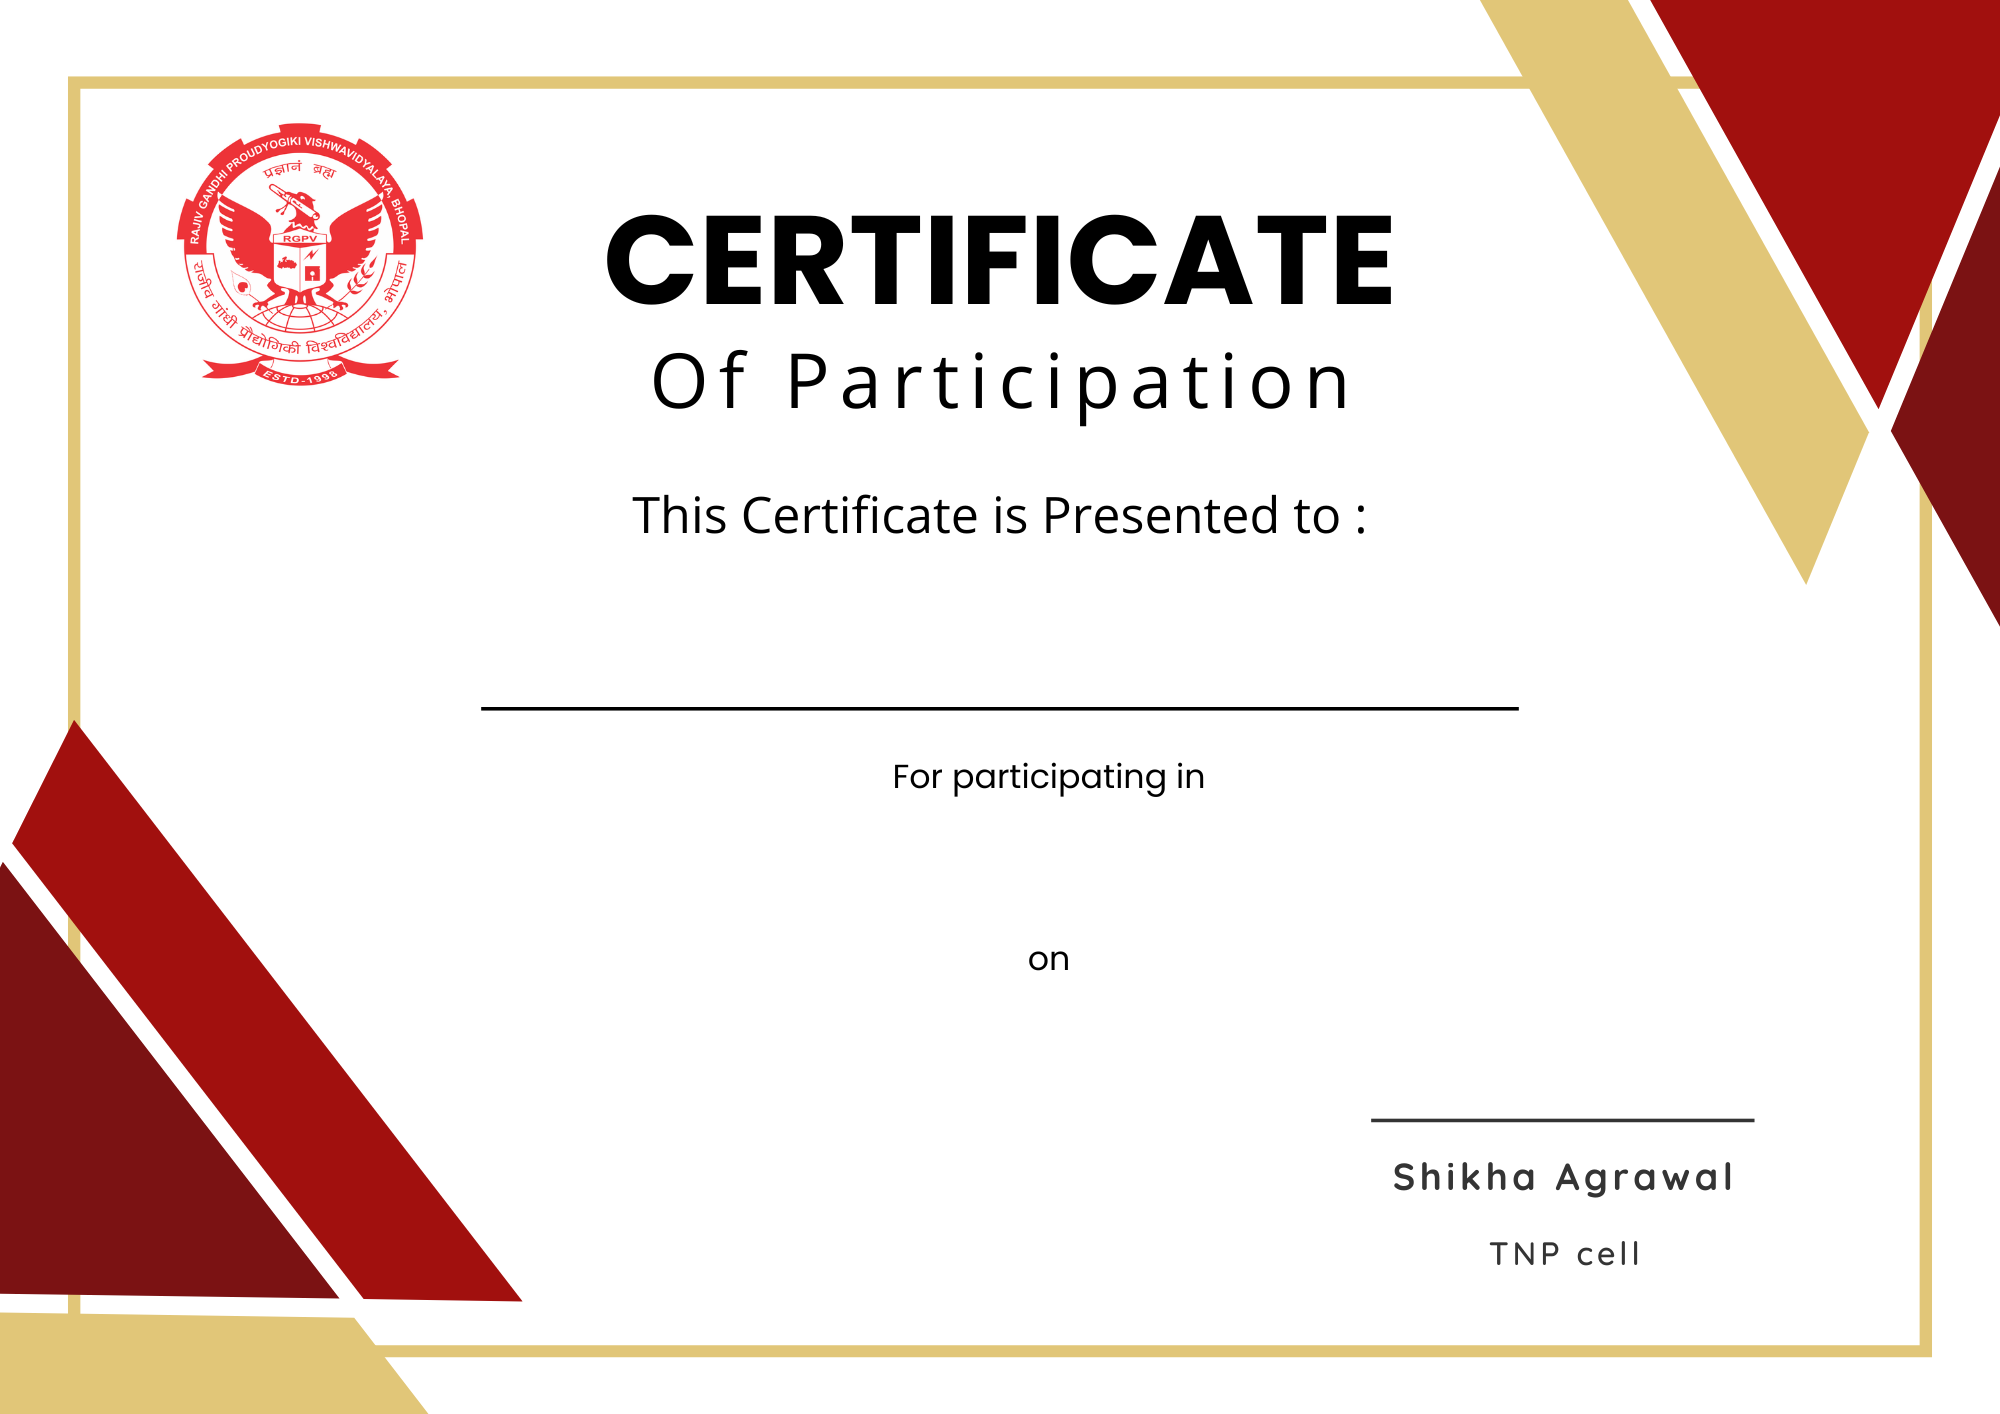 RAJIV GANDHI PROUDYOGIKI VISHWAVIDYALAYA, BHOPAL
प्रज्ञानं ब्रह्म
RGPV
राजीव गांधी प्रौद्योगिकी विश्वविद्यालय, भोपाल
ESTD-1998
CERTIFICATE
Of Participation
This Certificate is Presented to :
For participating in
on
Shikha Agrawal
TNP cell